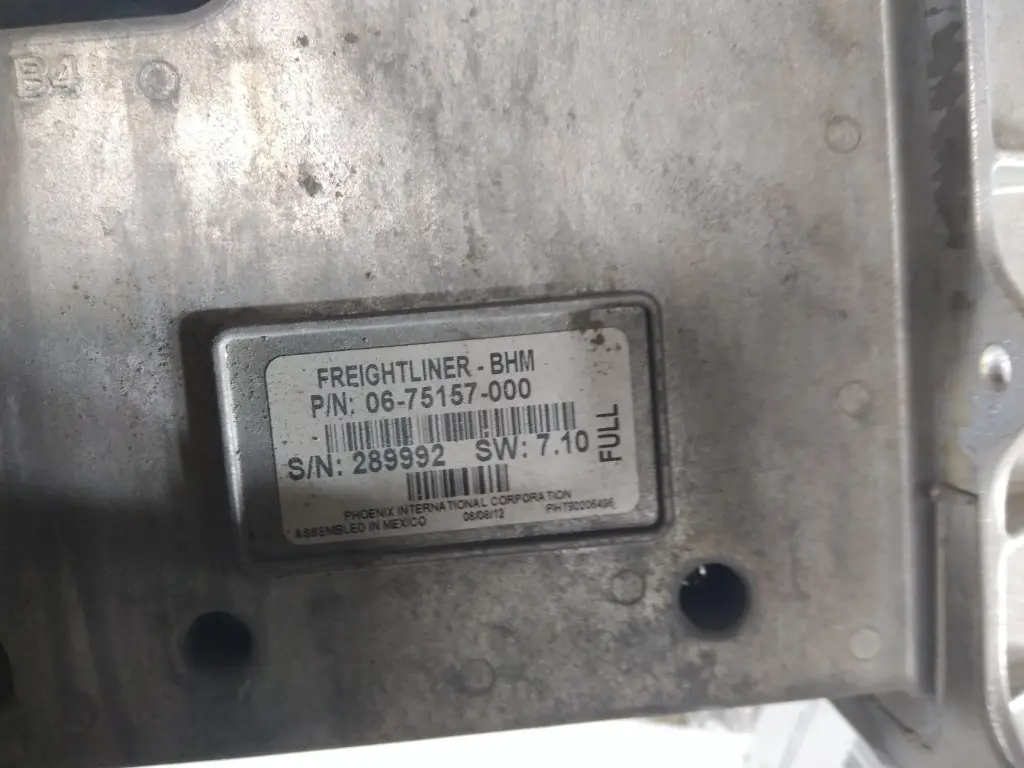 B4
FREIGHTLINER - BHM
P/N: 06-75157-000
S/N: 289992 SW: 7.10
FULL
PHOENIX INTERNATIONAL CORPORATION
ASSEMBLED IN MEXICO 08/08/12